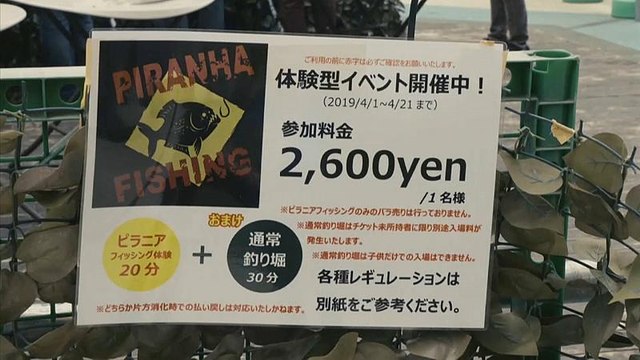 ご利用の前に赤字は必ずご確認をお願いいたします。
PIRANHA
FISHING
体験型イベント開催中！
（2019/4/1~4/21まで）
参加料金
2,600yen
/1名様
ピラニア
フィッシング体験
20分
+
おまけ
通常
釣り堀
30分
※ピラニアフィッシングのみのバラ売りは行っておりません。
※通常釣り堀はチケット未所持者に限り別途入場料が
発生いたします。
※通常釣り堀は子供だけでの入場はできません。
各種レギュレーションは
別紙をご参考ください。
※どちらか片方消化時での払い戻しは対応いたしかねます。